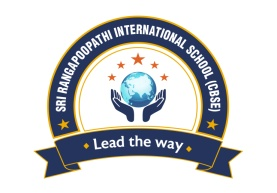 SRI RANGAPOOPATHI INTERNATIONAL SCHOOL (CBSE)
Lead the way